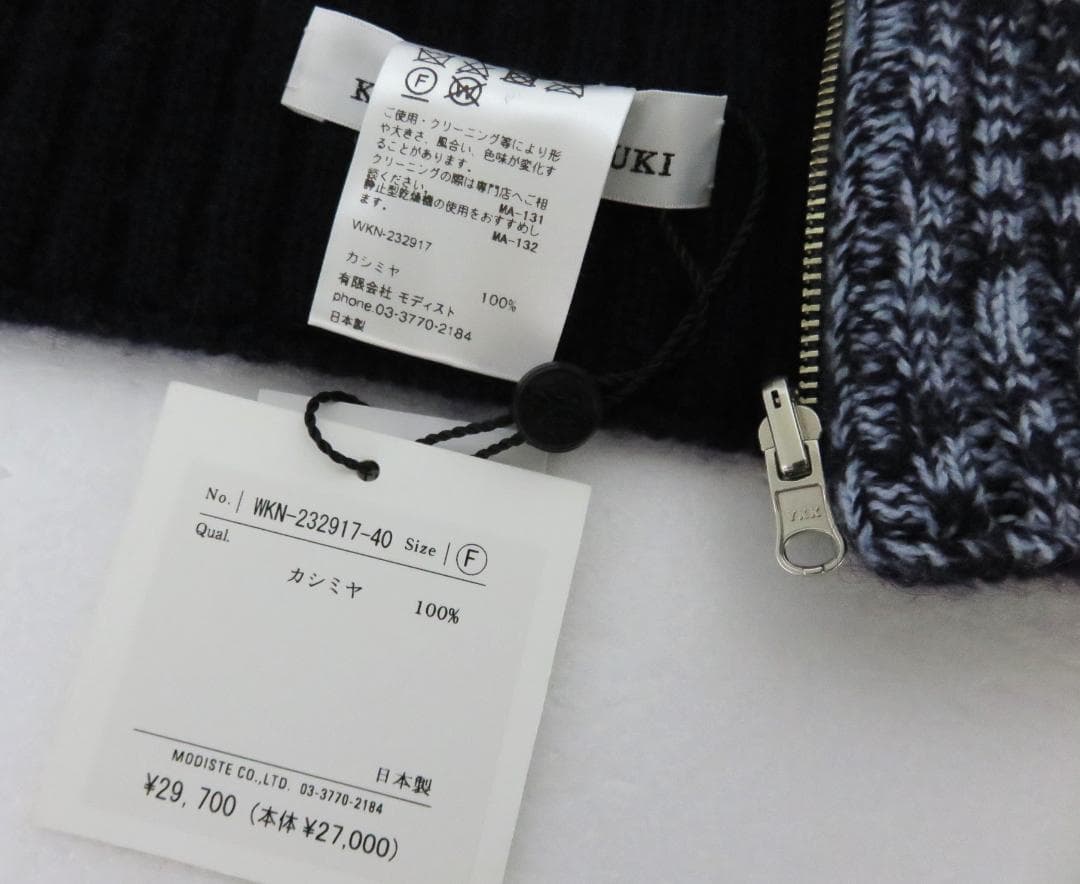 K
UKI
F
W
ご使用・クリーニング等により形
や大きさ、風合い、色味が変化す
ることがあります。
クリーニングの際は専門店へご相
談ください。
MA-131
静止型乾燥機の使用をおすすめし
ます。
MA-132
WKN-232917
カシミヤ 100%
有限会社 モディスト
phone.03-3770-2184
日本製
YKK
No. WKN-232917-40 Size F
Qual.
カシミヤ 100%
日本製
MODISTE CO.,LTD. 03-3770-2184
¥29,700 (本体¥27,000)